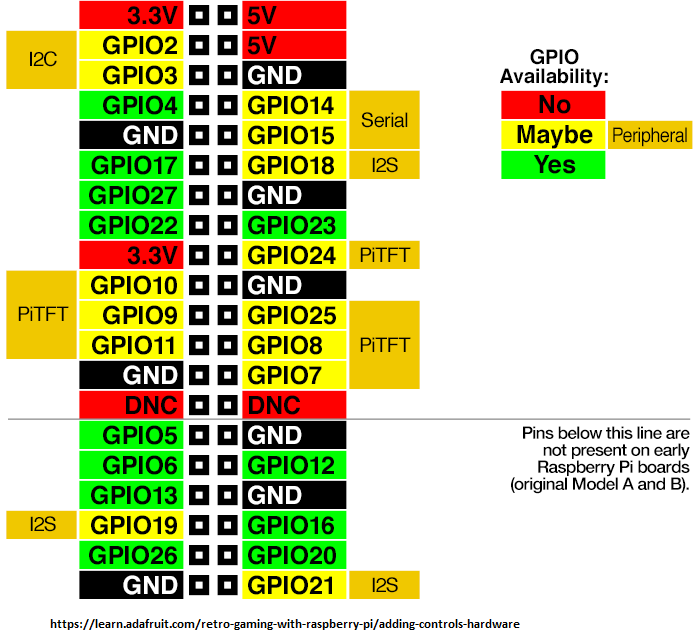 3.3V 5V
I2C GPIO2 5V
GPIO3 GND
GPIO4 GPIO14 Serial
GND GPIO15
GPIO17 GPIO18 I2S
GPIO27 GND
GPIO22 GPIO23
3.3V GPIO24 PiTFT
PiTFT GPIO10 GND
GPIO9 GPIO25 PiTFT
GPIO11 GPIO8
GND GPIO7
DNC DNC
GPIO5 GND
GPIO6 GPIO12
GPIO13 GND
I2S GPIO19 GPIO16
GPIO26 GPIO20
GND GPIO21 I2S
GPIO
Availability:
No
Maybe Peripheral
Yes
Pins below this line are
not present on early
Raspberry Pi boards
(original Model A and B).
https://learn.adafruit.com/retro-gaming-with-raspberry-pi/adding-controls-hardware